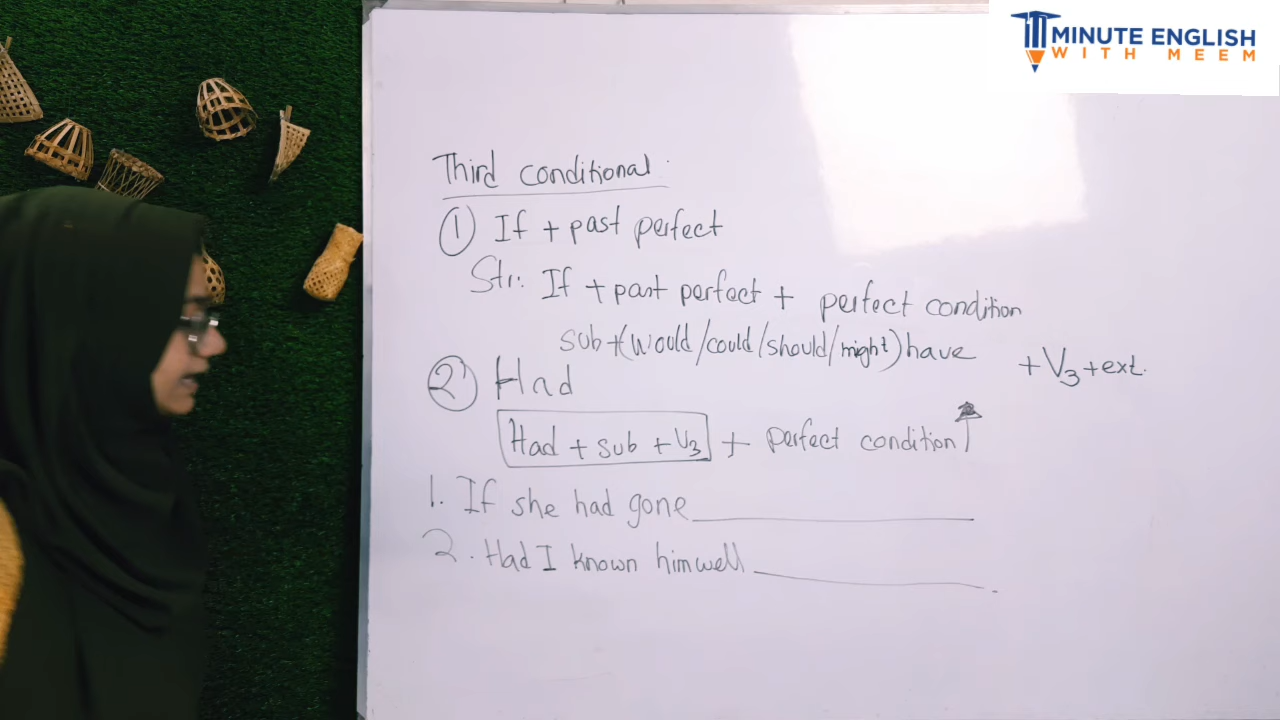 MINUTE ENGLISH
WITH MEEM
Third conditional
1 If + past perfect
Str: If + past perfect + perfect condition
sub+(would/could/should/might) have + V3 + ext.
2 Had
Had + sub + V3 + perfect condition
1. If she had gone
2. Had I known him well